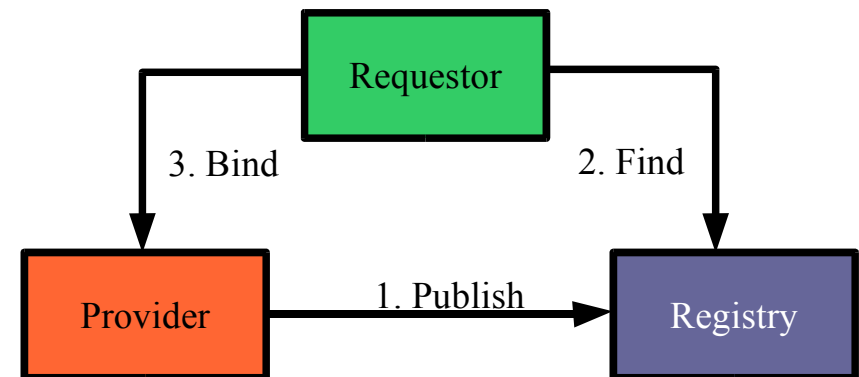 Requestor
3. Bind
2. Find
1. Publish
Provider
Registry